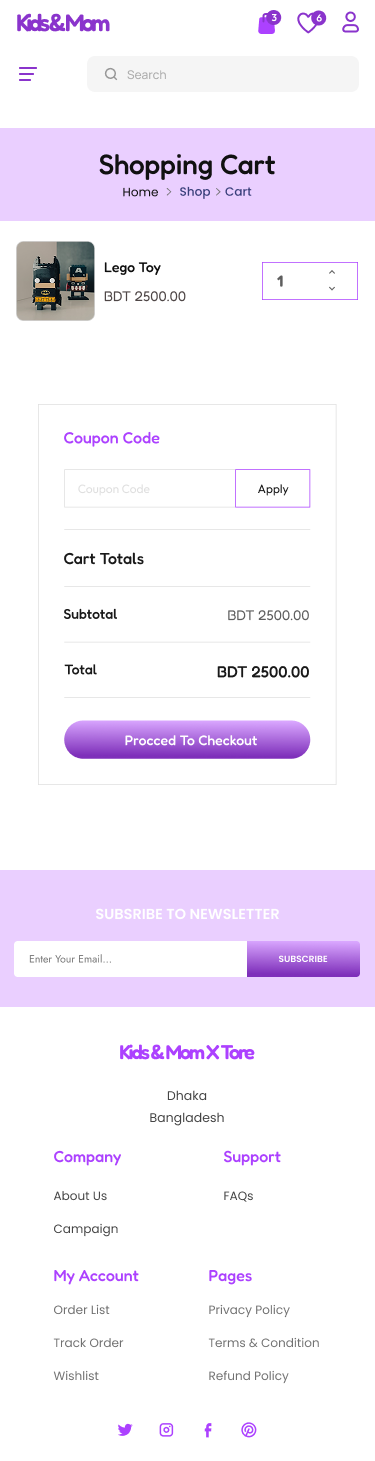 Kids&Mom
3
6
Search
Shopping Cart
Home > Shop > Cart
Lego Toy
BDT 2500.00
1
Coupon Code
Coupon Code
Apply
Cart Totals
Subtotal
BDT 2500.00
Total
BDT 2500.00
Procced To Checkout
SUBSRIBE TO NEWSLETTER
Enter Your Email...
SUBSCRIBE
Kids & Mom X Tore
Dhaka
Bangladesh
Company
About Us
Campaign
Support
FAQs
My Account
Order List
Track Order
Wishlist
Pages
Privacy Policy
Terms & Condition
Refund Policy